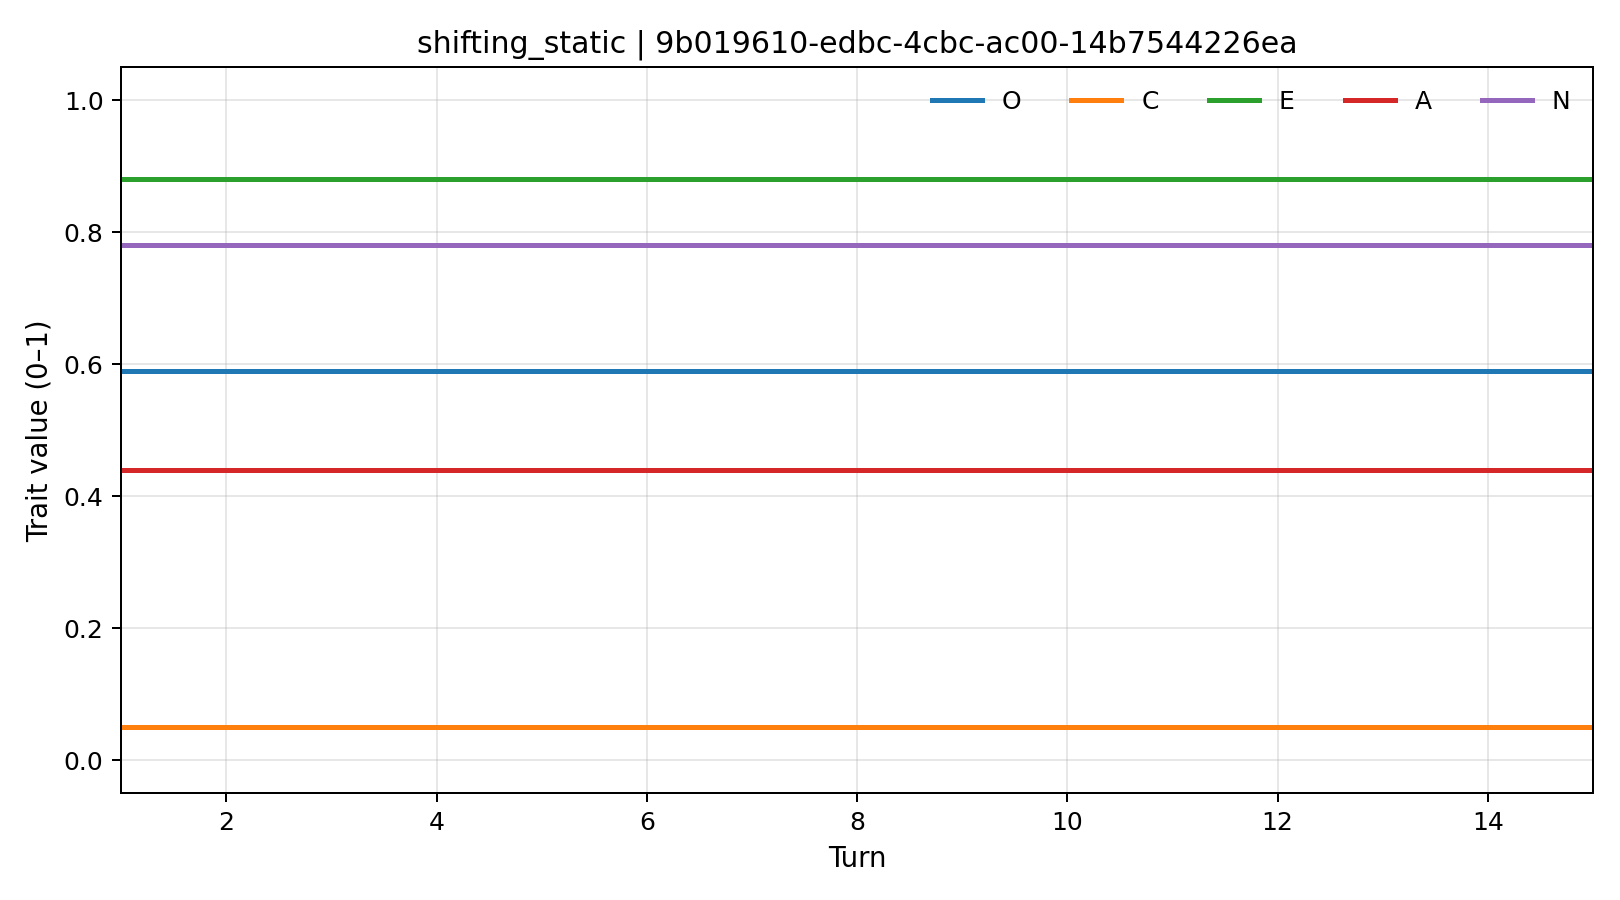 shifting_static | 9b019610-edbc-4cbc-ac00-14b7544226ea
O C E A N
1.0
0.8
0.6
0.4
0.2
0.0
Trait value (0–1)
2 4 6 8 10 12 14
Turn